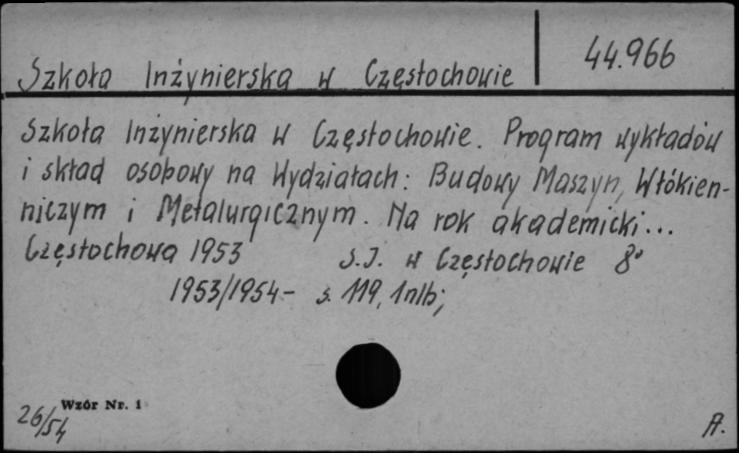 44.966
Szkoła Inżynierska w Częstochowie
Szkoła Inżynierska w Częstochowie. Program wykładów
i skład osobowy na Wydziałach: Budowy Maszyn, Włókien-
niczym i Metalurgicznym. Na rok akademicki...
Częstochowa 1953 S.I. w Częstochowie 8°
1953/1954- s. 119, 1nlb;
Wzór Nr. 1
26/54
A.